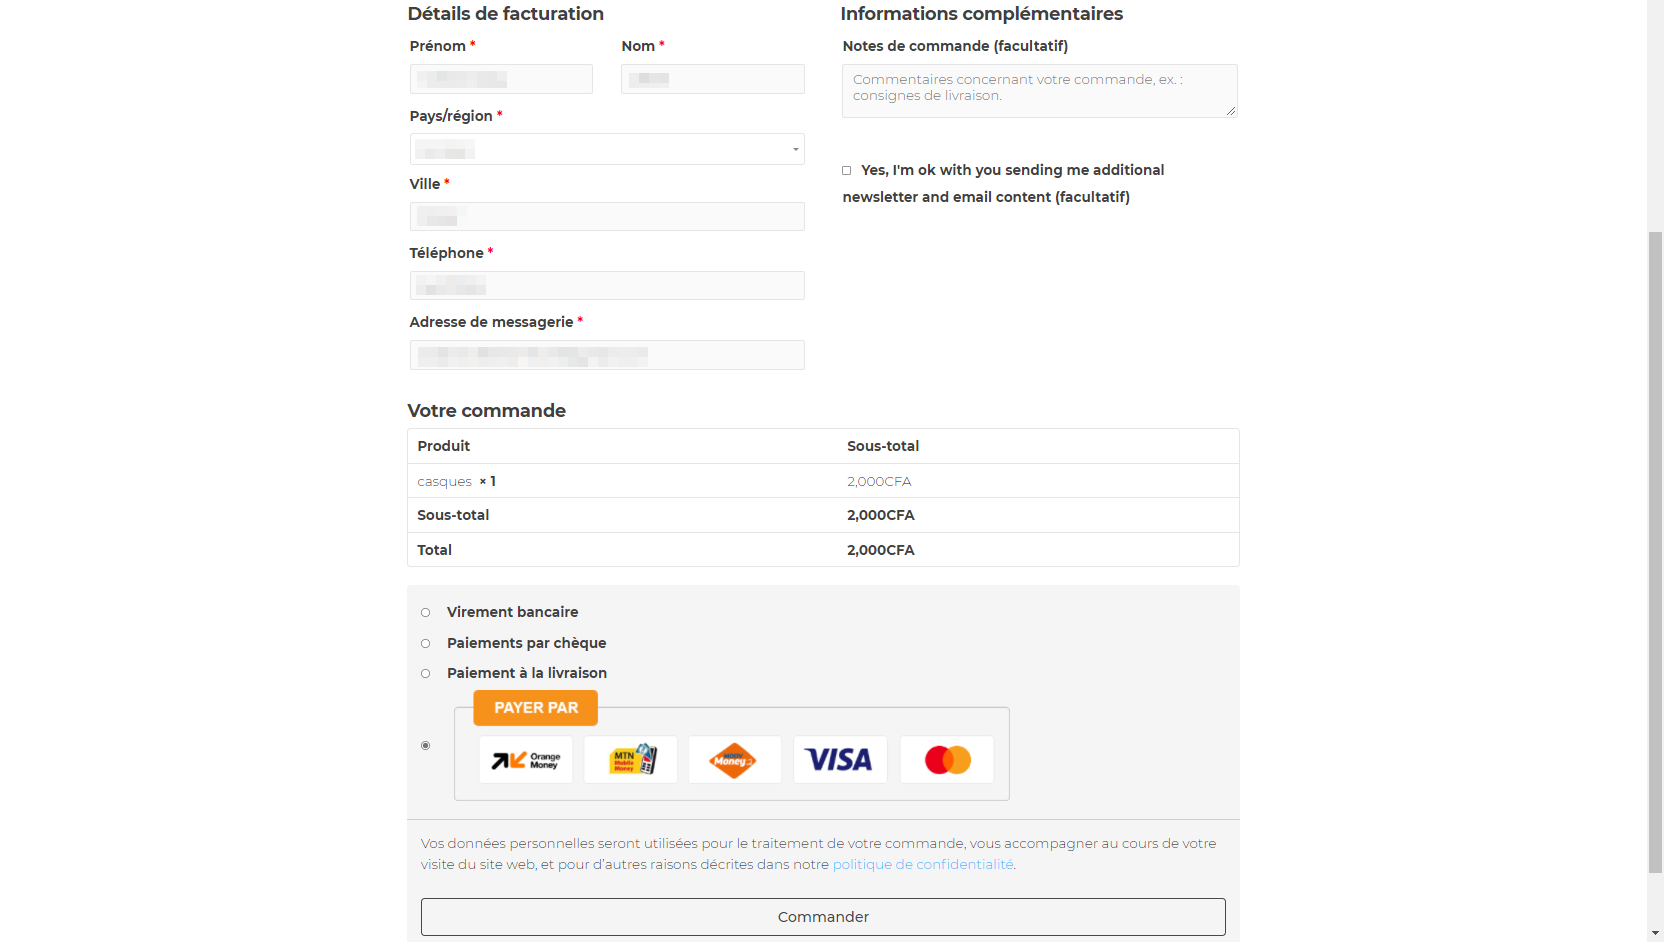 Détails de facturation
Prénom *
Nom *
Pays/région *
Ville *
Téléphone *
Adresse de messagerie *
Informations complémentaires
Notes de commande (facultatif)
Commentaires concernant votre commande, ex. :
consignes de livraison.
Yes, I'm ok with you sending me additional
newsletter and email content (facultatif)
Votre commande
Produit Sous-total
casques × 1 2,000CFA
Sous-total 2,000CFA
Total 2,000CFA
Virement bancaire
Paiements par chèque
Paiement à la livraison
PAYER PAR
Orange
Money
MTN
Mobile
Money
MOOV
Money
VISA
Vos données personnelles seront utilisées pour le traitement de votre commande, vous accompagner au cours de votre
visite du site web, et pour d'autres raisons décrites dans notre politique de confidentialité.
Commander